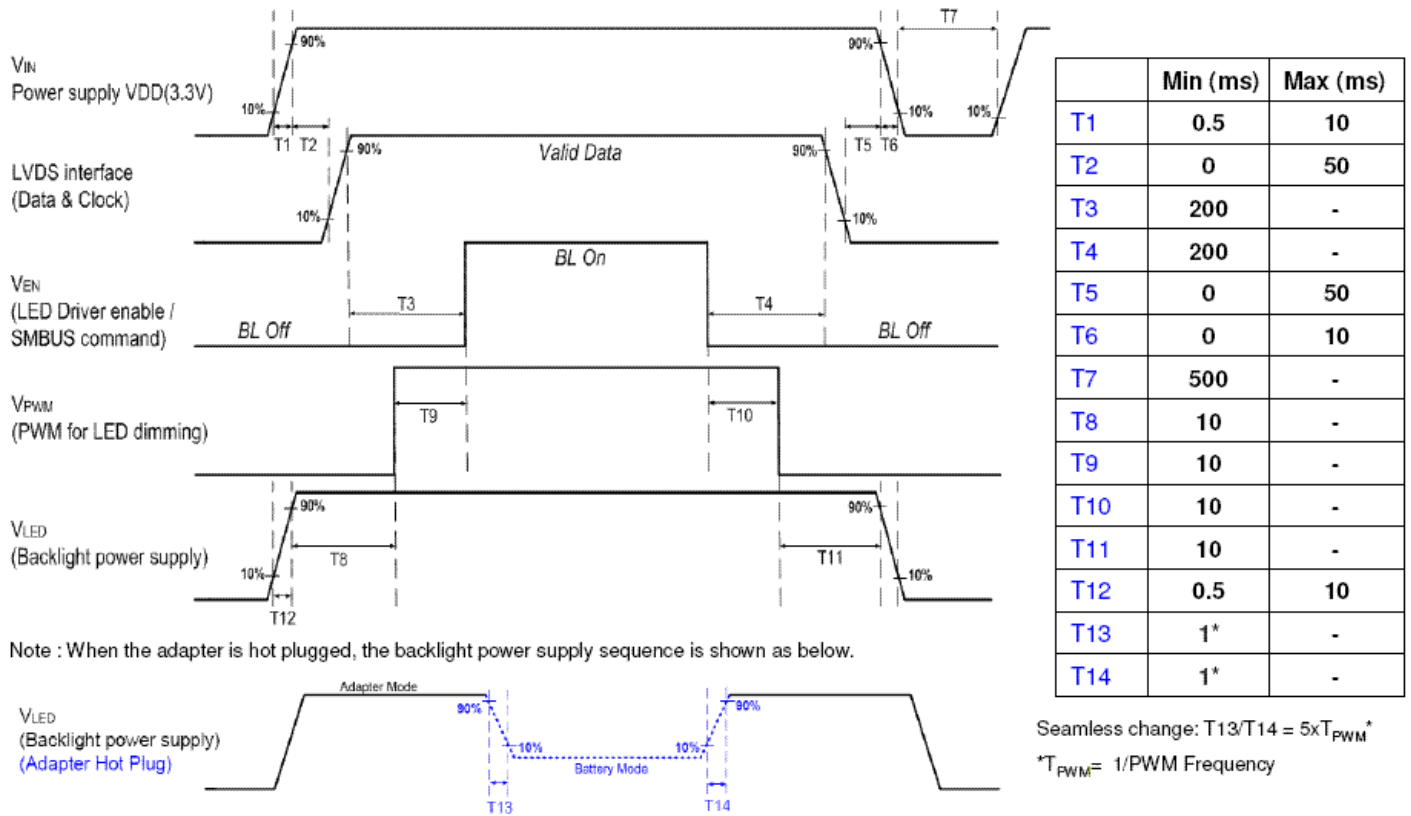 T7
90%
90%
VIN
Power supply VDD(3.3V)
10%
10%
10%
T1
T2
T5
T6
90%
Valid Data
90%
LVDS interface
(Data & Clock)
10%
10%
BL On
VEN
(LED Driver enable /
SMBUS command)
T3
T4
BL Off
BL Off
VPWM
(PWM for LED dimming)
T9
T10
90%
90%
VLED
(Backlight power supply)
T8
T11
10%
10%
T12
Note : When the adapter is hot plugged, the backlight power supply sequence is shown as below.
Adapter Mode
90%
90%
VLED
(Backlight power supply)
(Adapter Hot Plug)
10%
10%
Battery Mode
T13
T14
Min (ms) Max (ms)
T1 0.5 10
T2 0 50
T3 200 -
T4 200 -
T5 0 50
T6 0 10
T7 500 -
T8 10 -
T9 10 -
T10 10 -
T11 10 -
T12 0.5 10
T13 1* -
T14 1* -
Seamless change: T13/T14 = 5xTPWM*
*TPWM= 1/PWM Frequency